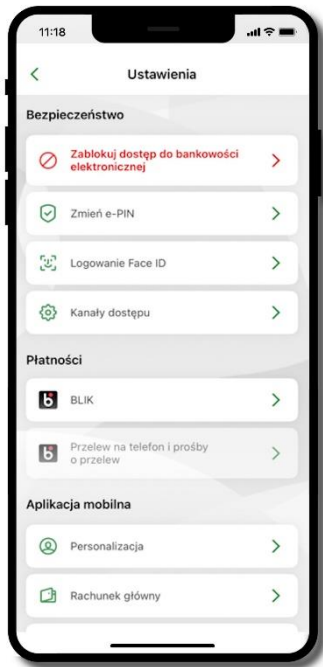 11:18
Ustawienia
Bezpieczeństwo
Zablokuj dostęp do bankowości
elektronicznej
Zmień e-PIN
Logowanie Face ID
Kanały dostępu
Płatności
BLIK
Przelew na telefon i prośby
o przelew
Aplikacja mobilna
Personalizacja
Rachunek główny